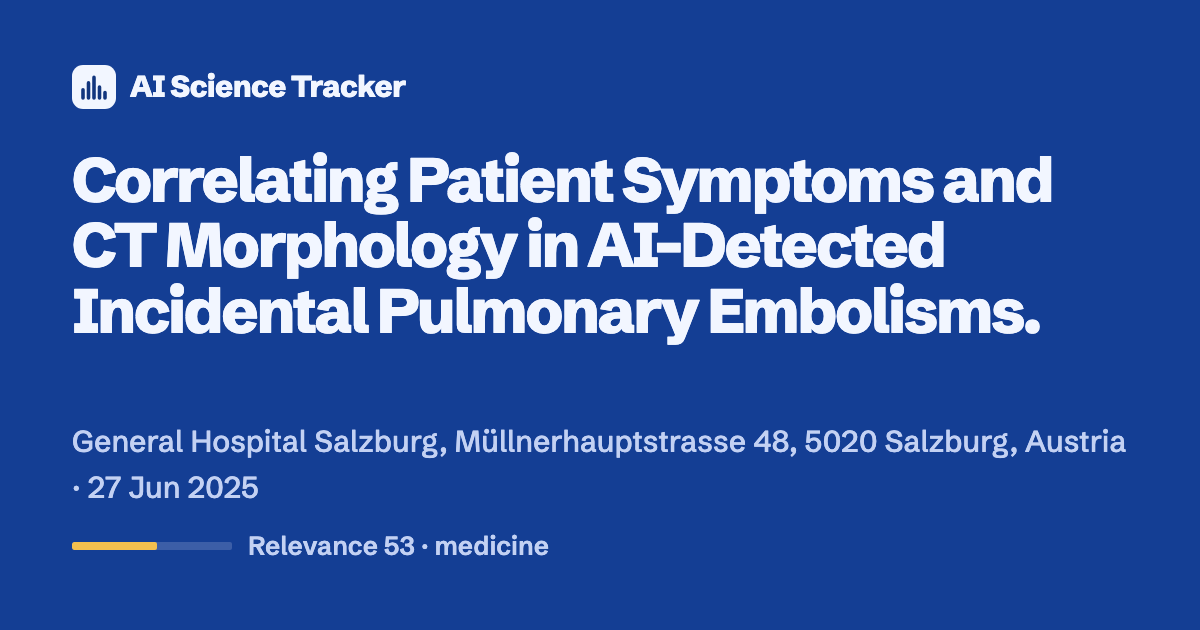 AI Science Tracker
Correlating Patient Symptoms and
CT Morphology in AI-Detected
Incidental Pulmonary Embolisms.
General Hospital Salzburg, Müllnerhauptstrasse 48, 5020 Salzburg, Austria
· 27 Jun 2025
Relevance 53 · medicine